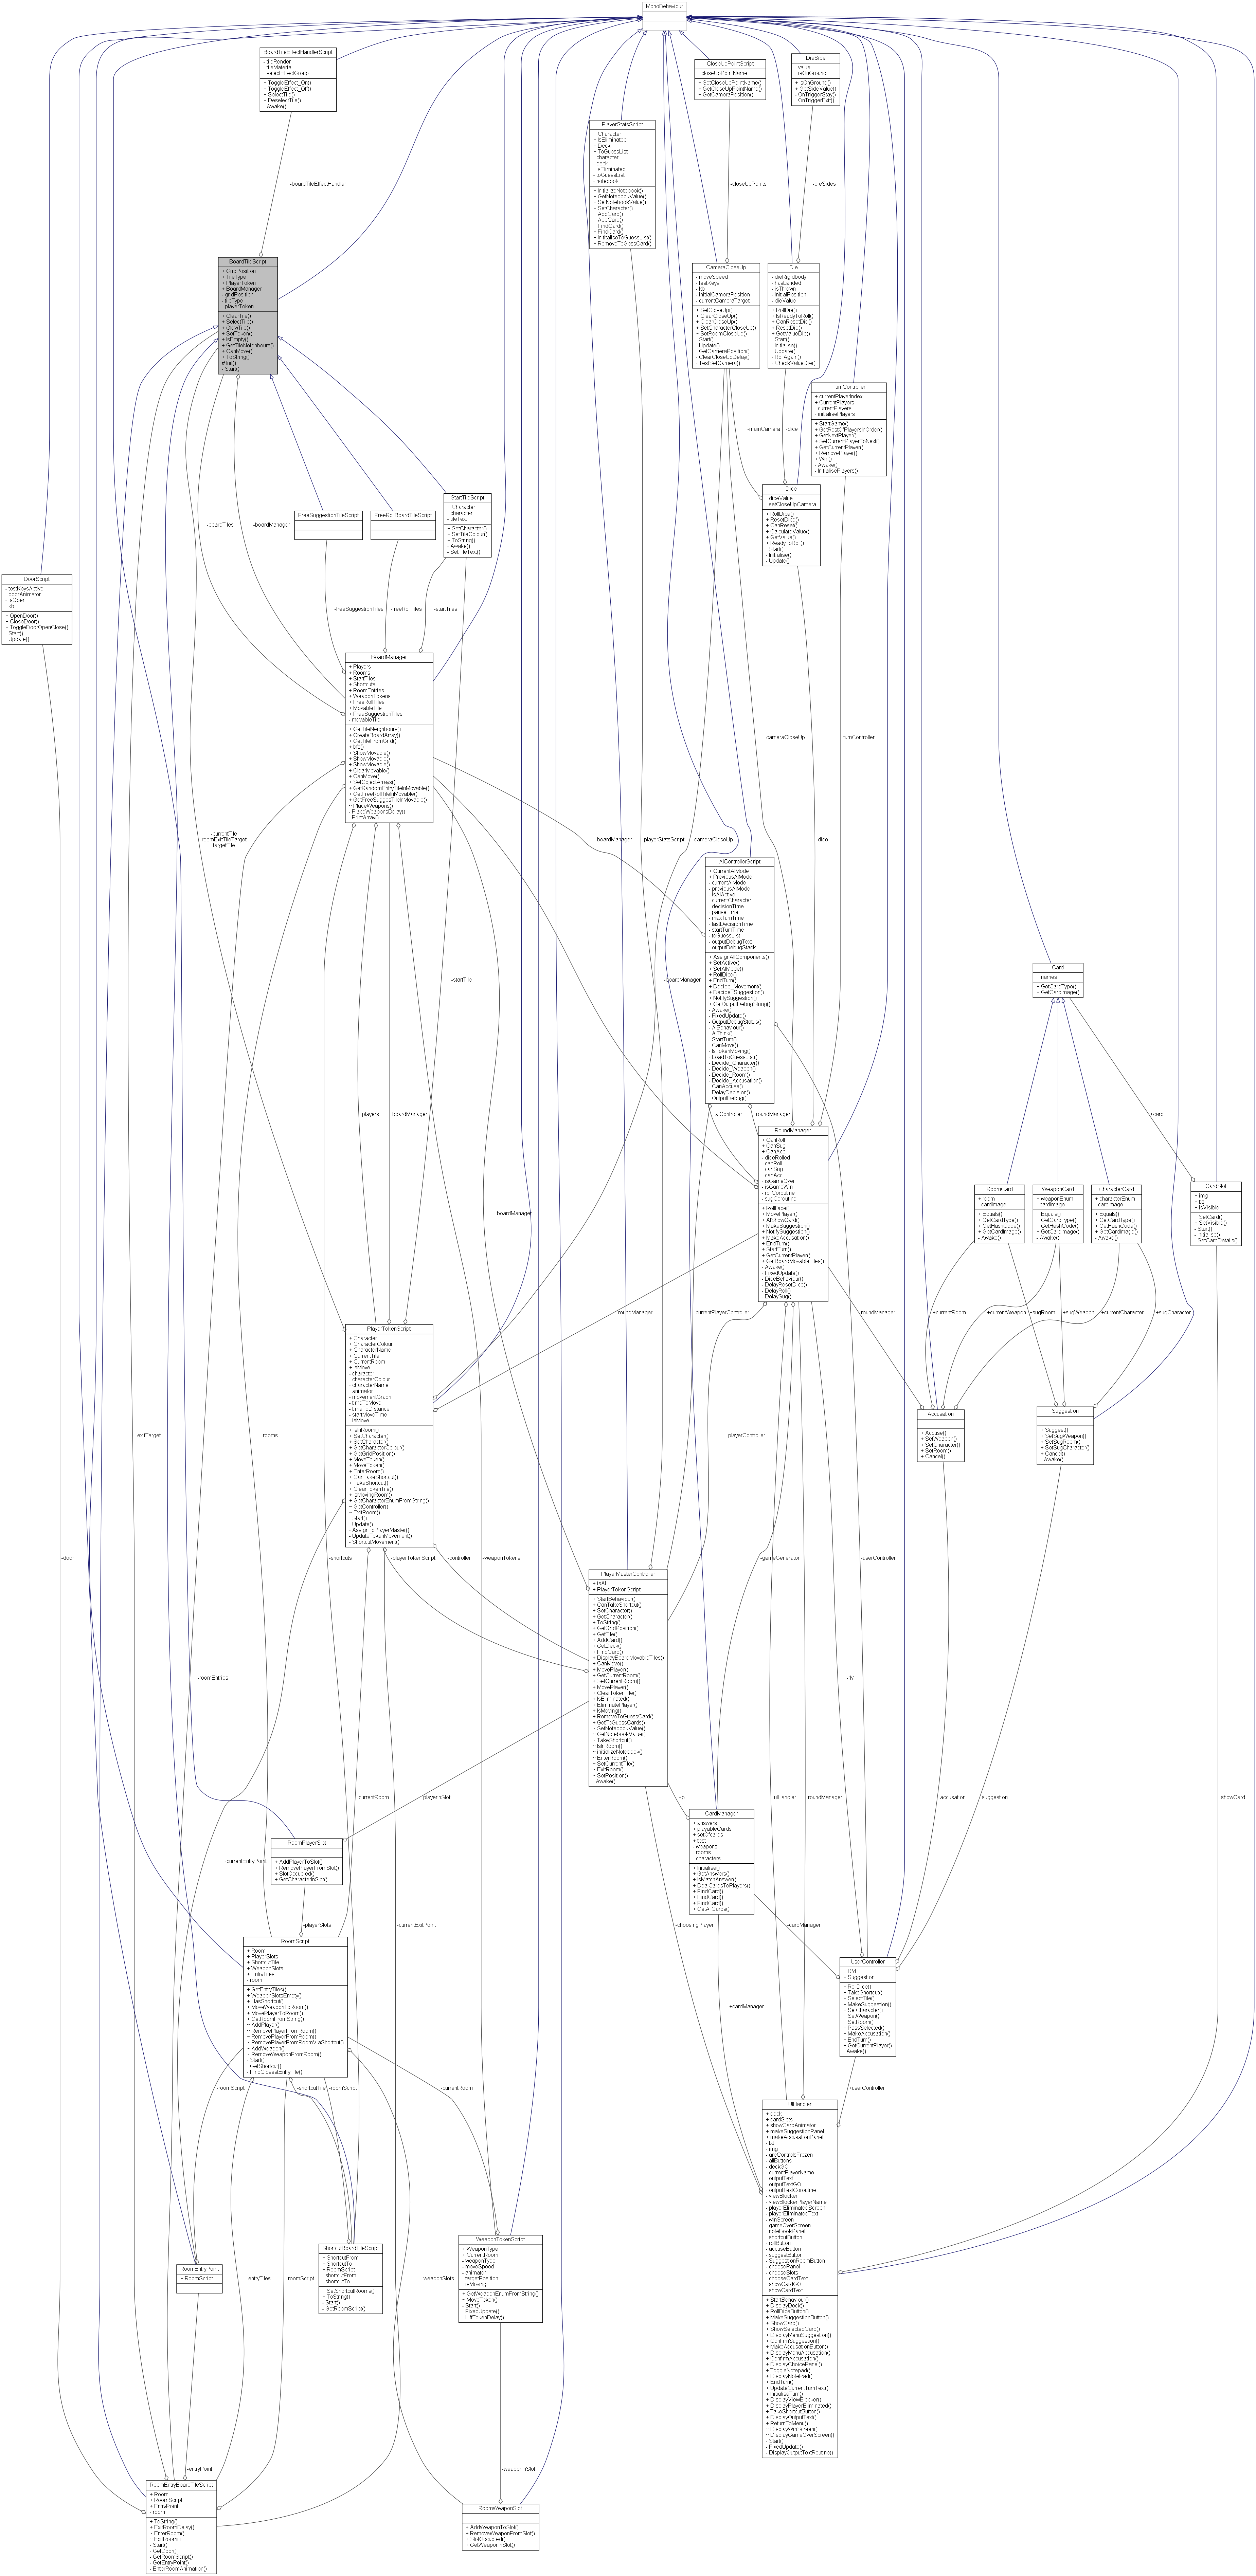 MonoBehaviour
BoardTileEffectHandlerScript
- tileRender
- tileMaterial
- selectEffectGroup
+ ToggleEffect_On()
+ ToggleEffect_Off()
+ SelectTile()
+ DeselectTile()
- Awake()
CloseUpPointScript
- closeUpPointName
+ SetCloseUpPointName()
+ GetCloseUpPointName()
+ GetCameraPosition()
DieSide
- value
- isOnGround
+ IsOnGround()
+ GetSideValue()
- OnTriggerStay()
- OnTriggerExit()
PlayerStatsScript
+ Character
+ IsEliminated
+ Deck
+ ToGuessList
- character
- deck
- isEliminated
- toGuessList
- notebook
+ InitializeNotebook()
+ GetNotebookValue()
+ SetNotebookValue()
+ SetCharacter()
+ AddCard()
+ AddCard()
+ FindCard()
+ FindCard()
+ InititaliseToGuessList()
+ RemoveToGessCard()
-boardTileEffectHandler
-closeUpPoints
-dieSides
BoardTileScript
+ GridPosition
+ TileType
+ PlayerToken
+ BoardManager
- gridPosition
- tileType
- playerToken
+ ClearTile()
+ SelectTile()
+ GlowTile()
+ SetToken()
+ IsEmpty()
+ GetTileNeighbours()
+ CanMove()
+ ToString()
# Init()
- Start()
CameraCloseUp
- moveSpeed
- testKeys
- kb
- initialCameraPosition
- currentCameraTarget
+ SetCloseUp()
+ ClearCloseUp()
+ ClearCloseUp()
+ SetCharacterCloseUp()
~ SetRoomCloseUp()
- Start()
- Update()
- GetCameraPosition()
- ClearCloseUpDelay()
- TestSetCamera()
Die
- dieRigidbody
- hasLanded
- isThrown
- initialPosition
- dieValue
+ RollDie()
+ IsReadyToRoll()
+ CanResetDie()
+ ResetDie()
+ GetValueDie()
- Start()
- Initialise()
- Update()
- RollAgain()
- CheckValueDie()
TurnController
+ currentPlayerIndex
+ CurrentPlayers
- currentPlayers
- initialisePlayers
+ StartGame()
+ GetRestOfPlayersInOrder()
+ GetNextPlayer()
+ SetCurrentPlayerToNext()
+ GetCurrentPlayer()
+ RemovePlayer()
+ Win()
- Awake()
- InitialisePlayers()
-mainCamera
-dice
Dice
- diceValue
- setCloseUpCamera
+ RollDice()
+ ResetDice()
+ CanReset()
+ CalculateValue()
+ GetValue()
+ ReadyToRoll()
- Start()
- Initialise()
- Update()
-boardTiles
-boardManager
FreeSuggestionTileScript
FreeRollBoardTileScript
StartTileScript
+ Character
- character
- tileText
+ SetCharacter()
+ SetTileColour()
+ ToString()
- Awake()
- SetTileText()
DoorScript
- testKeysActive
- doorAnimator
- isOpen
- kb
+ OpenDoor()
+ CloseDoor()
+ ToggleDoorOpenClose()
- Start()
- Update()
-freeSuggestionTiles
-freeRollTiles
-startTiles
BoardManager
+ Players
+ Rooms
+ StartTiles
+ Shortcuts
+ RoomEntries
+ WeaponTokens
+ FreeRollTiles
+ MovableTile
+ FreeSuggestionTiles
- movableTile
+ GetTileNeighbours()
+ CreateBoardArray()
+ GetTileFromGrid()
+ bfs()
+ ShowMovable()
+ ShowMovable()
+ ShowMovable()
+ ClearMovable()
+ CanMove()
+ SetObjectArrays()
+ GetRandomEntryTileInMovable()
+ GetFreeRollTileInMovable()
+ GetFreeSuggesTileInMovable()
~ PlaceWeapons()
- PlaceWeaponsDelay()
- PrintArray()
-cameraCloseUp
-turnController
-currentTile
-roomExitTileTarget
-targetTile
-boardManager
-playerStatsScript
-cameraCloseUp
-dice
-players
-boardManager
AIControllerScript
+ CurrentAIMode
+ PreviousAIMode
- currentAIMode
- previousAIMode
- isAIActive
- currentCharacter
- decisionTime
- pauseTime
- maxTurnTime
- lastDecisionTime
- startTurnTime
- toGuessList
- outputDebugText
- outputDebugStack
+ AssignAllComponents()
+ SetActive()
+ SetAIMode()
+ RollDice()
+ EndTurn()
+ Decide_Movement()
+ Decide_Suggestion()
+ NotifySuggestion()
+ GetOutputDebugString()
- Awake()
- FixedUpdate()
- OutputDebugStatus()
- AIBehaviour()
- AIThink()
- StartTurn()
- CanMove()
- IsTokenMoving()
- LoadToGuessList()
- Decide_Character()
- Decide_Weapon()
- Decide_Room()
- Decide_Accusation()
- CanAccuse()
- DelayDecision()
- OutputDebug()
-startTile
-boardManager
Card
+ names
+ GetCardType()
+ GetCardImage()
-aiController
-roundManager
+card
RoundManager
+ CanRoll
+ CanSug
+ CanAcc
- diceRolled
- canRoll
- canSug
- canAcc
- isGameOver
- isGameWin
- rollCoroutine
- sugCoroutine
+ RollDice()
+ MovePlayer()
+ AIShowCard()
+ MakeSuggestion()
+ NotifySuggestion()
+ MakeAccusation()
+ EndTurn()
+ StartTurn()
+ GetCurrentPlayer()
+ GetBoardMovableTiles()
- Awake()
- FixedUpdate()
- DiceBehaviour()
- DelayResetDice()
- DelayRoll()
- DelaySug()
RoomCard
+ room
- cardImage
+ Equals()
+ GetCardType()
+ GetHashCode()
+ GetCardImage()
- Awake()
WeaponCard
+ weaponEnum
- cardImage
+ Equals()
+ GetCardType()
+ GetHashCode()
+ GetCardImage()
- Awake()
CharacterCard
+ characterEnum
- cardImage
+ Equals()
+ GetCardType()
+ GetHashCode()
+ GetCardImage()
- Awake()
CardSlot
+ img
+ txt
+ isVisible
+ SetCard()
+ SetVisible()
- Start()
- Initialise()
- SetCardDetails()
-boardManager
-roundManager
-currentPlayerController
-roundManager
+currentRoom
+currentWeapon
+sugRoom
+sugWeapon
+currentCharacter
+sugCharacter
PlayerTokenScript
+ Character
+ CharacterColour
+ CharacterName
+ CurrentTile
+ CurrentRoom
+ IsMove
- character
- characterColour
- characterName
- animator
- movementGraph
- timeToMove
- timeToDistance
- startMoveTime
- isMove
+ IsInRoom()
+ SetCharacter()
+ SetCharacter()
+ GetCharacterColour()
+ GetGridPosition()
+ MoveToken()
+ MoveToken()
+ EnterRoom()
+ CanTakeShortcut()
+ TakeShortcut()
+ ClearTokenTile()
+ IsMovingRoom()
+ GetCharacterEnumFromString()
~ GetController()
~ ExitRoom()
- Start()
- Update()
- AssignToPlayerMaster()
- UpdateTokenMovement()
- ShortcutMovement()
Accusation
+ Accuse()
+ SetWeapon()
+ SetCharacter()
+ SetRoom()
+ Cancel()
Suggestion
+ Suggest()
+ SetSugWeapon()
+ SetSugRoom()
+ SetSugCharacter()
+ Cancel()
- Awake()
-exitTarget
-rooms
-playerController
-door
-shortcuts
-playerTokenScript
-controller
-weaponTokens
-gameGenerator
-userController
PlayerMasterController
+ isAI
+ PlayerTokenScript
+ StartBehaviour()
+ CanTakeShortcut()
+ SetCharacter()
+ GetCharacter()
+ ToString()
+ GetGridPosition()
+ GetTile()
+ AddCard()
+ GetDeck()
+ FindCard()
+ DisplayBoardMovableTiles()
+ CanMove()
+ MovePlayer()
+ GetCurrentRoom()
+ SetCurrentRoom()
+ MovePlayer()
+ ClearTokenTile()
+ IsEliminated()
+ EliminatePlayer()
+ IsMoving()
+ RemoveToGuessCard()
+ GetToGuessCards()
~ SetNotebookValue()
~ GetNotebookValue()
~ TakeShortcut()
~ IsInRoom()
~ InitializeNotebook()
~ EnterRoom()
~ SetCurrentTile()
~ ExitRoom()
~ SetPosition()
- Awake()
-roomEntries
-rM
-currentRoom
-playerInSlot
+p
-uiHandler
-roundManager
-accusation
-suggestion
-showCard
CardManager
+ answers
+ playableCards
+ setOfcards
+ test
- weapons
- rooms
- characters
+ Initialise()
+ GetAnswers()
+ IsMatchAnswer()
+ DealCardsToPlayers()
+ FindCard()
+ FindCard()
+ FindCard()
+ GetAllCards()
RoomPlayerSlot
+ AddPlayerToSlot()
+ RemovePlayerFromSlot()
+ SlotOccupied()
+ GetCharacterInSlot()
-currentEntryPoint
-playerSlots
-currentExitPoint
-choosingPlayer
-cardManager
RoomScript
+ Room
+ PlayerSlots
+ ShortcutTile
+ WeaponSlots
+ EntryTiles
- room
+ GetEntryTiles()
+ WeaponSlotsEmpty()
+ HasShortcut()
+ MoveWeaponToRoom()
+ MovePlayerToRoom()
+ GetRoomFromString()
~ AddPlayer()
~ RemovePlayerFromRoom()
~ RemovePlayerFromRoom()
~ RemovePlayerFromRoomViaShortcut()
~ AddWeapon()
~ RemoveWeaponFromRoom()
- Start()
- GetShortcut()
- FindClosestEntryTile()
UserController
+ RM
+ Suggestion
+ RollDice()
+ TakeShortcut()
+ SelectTile()
+ MakeSuggestion()
+ SetCharacter()
+ SetWeapon()
+ SetRoom()
+ PassSelected()
+ MakeAccusation()
+ EndTurn()
+ GetCurrentPlayer()
- Awake()
+cardManager
-roomScript
-shortcutTile
-roomScript
-currentRoom
+userController
UIHandler
+ deck
+ cardSlots
+ showCardAnimator
+ makeSuggestionPanel
+ makeAccusationPanel
- txt
- img
- areControlsFrozen
- allButtons
- deckGO
- currentPlayerName
- outputText
- outputTextGO
- outputTextCoroutine
- viewBlocker
- viewBlockerPlayerName
- playerEliminatedScreen
- playerEliminatedText
- winScreen
- gameOverScreen
- noteBookPanel
- shortcutButton
- rollButton
- accuseButton
- suggestButton
- SuggestionRoomButton
- choosePanel
- chooseSlots
- chooseCardText
- showCardGO
- showCardText
+ StartBehaviour()
+ DisplayDeck()
+ RollDiceButton()
+ MakeSuggestionButton()
+ ShowCard()
+ ShowSelectedCard()
+ DisplayMenuSuggestion()
+ ConfirmSuggestion()
+ MakeAccusationButton()
+ DisplayMenuAccusation()
+ ConfirmAccusation()
+ DisplayChoicePanel()
+ ToggleNotepad()
+ DisplayNotePad()
+ EndTurn()
+ UpdateCurrentTurnText()
+ InitialiseTurn()
+ DisplayViewBlocker()
+ DisplayPlayerEliminated()
+ TakeShortcutButton()
+ DisplayOutputText()
+ ReturnToMenu()
~ DisplayWinScreen()
~ DisplayGameOverScreen()
- Start()
- FixedUpdate()
- DisplayOutputTextRoutine()
RoomEntryPoint
+ RoomScript
ShortcutBoardTileScript
+ ShortcutFrom
+ ShortcutTo
+ RoomScript
- shortcutFrom
- shortcutTo
+ SetShortcutRooms()
+ ToString()
- Start()
- GetRoomScript()
WeaponTokenScript
+ WeaponType
+ CurrentRoom
- weaponType
- moveSpeed
- animator
- targetPosition
- isMoving
+ GetWeaponEnumFromString()
~ MoveToken()
- Start()
- FixedUpdate()
- LiftTokenDelay()
-entryTiles
-roomScript
-weaponSlots
-entryPoint
-weaponInSlot
RoomEntryBoardTileScript
+ Room
+ RoomScript
+ EntryPoint
- room
+ ToString()
+ ExitRoomDelay()
~ EnterRoom()
~ ExitRoom()
- Start()
- GetDoor()
- GetRoomScript()
- GetEntryPoint()
- EnterRoomAnimation()
RoomWeaponSlot
+ AddWeaponToSlot()
+ RemoveWeaponFromSlot()
+ SlotOccupied()
+ GetWeaponInSlot()